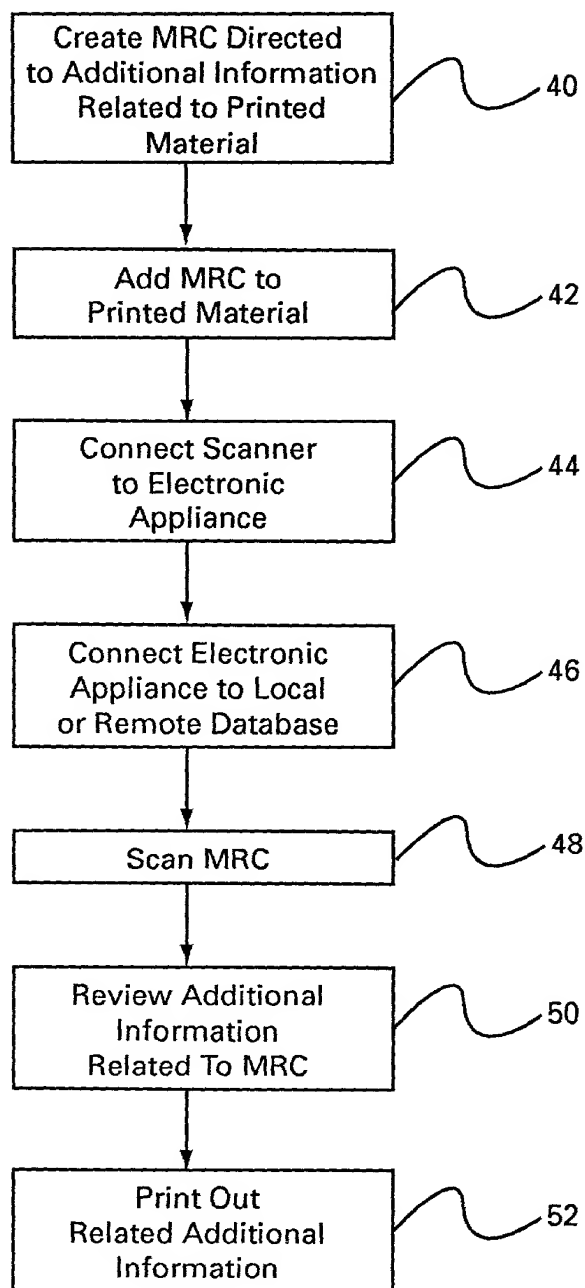 Create MRC Directed
to Additional Information
Related to Printed
Material
40
Add MRC to
Printed Material
42
Connect Scanner
to Electronic
Appliance
44
Connect Electronic
Appliance to Local
or Remote Database
46
Scan MRC
48
Review Additional
Information
Related To MRC
50
Print Out
Related Additional
Information
52